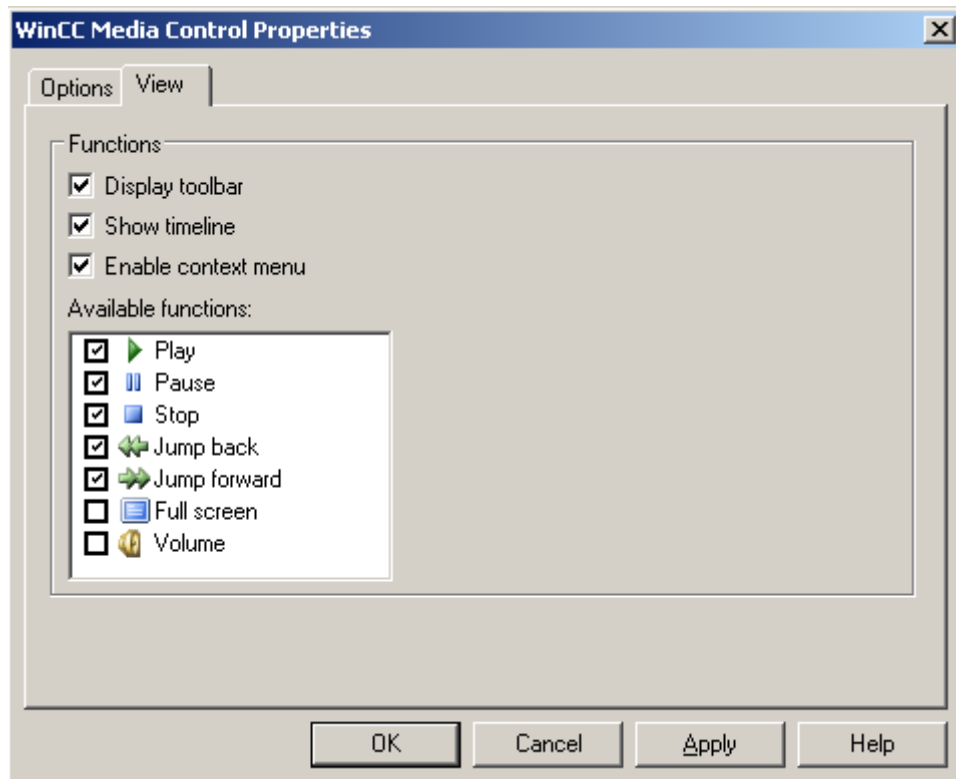 WinCC Media Control Properties
Options View
Functions
Display toolbar
Show timeline
Enable context menu
Available functions:
Play
Pause
Stop
Jump back
Jump forward
Full screen
Volume
OK Cancel Apply Help